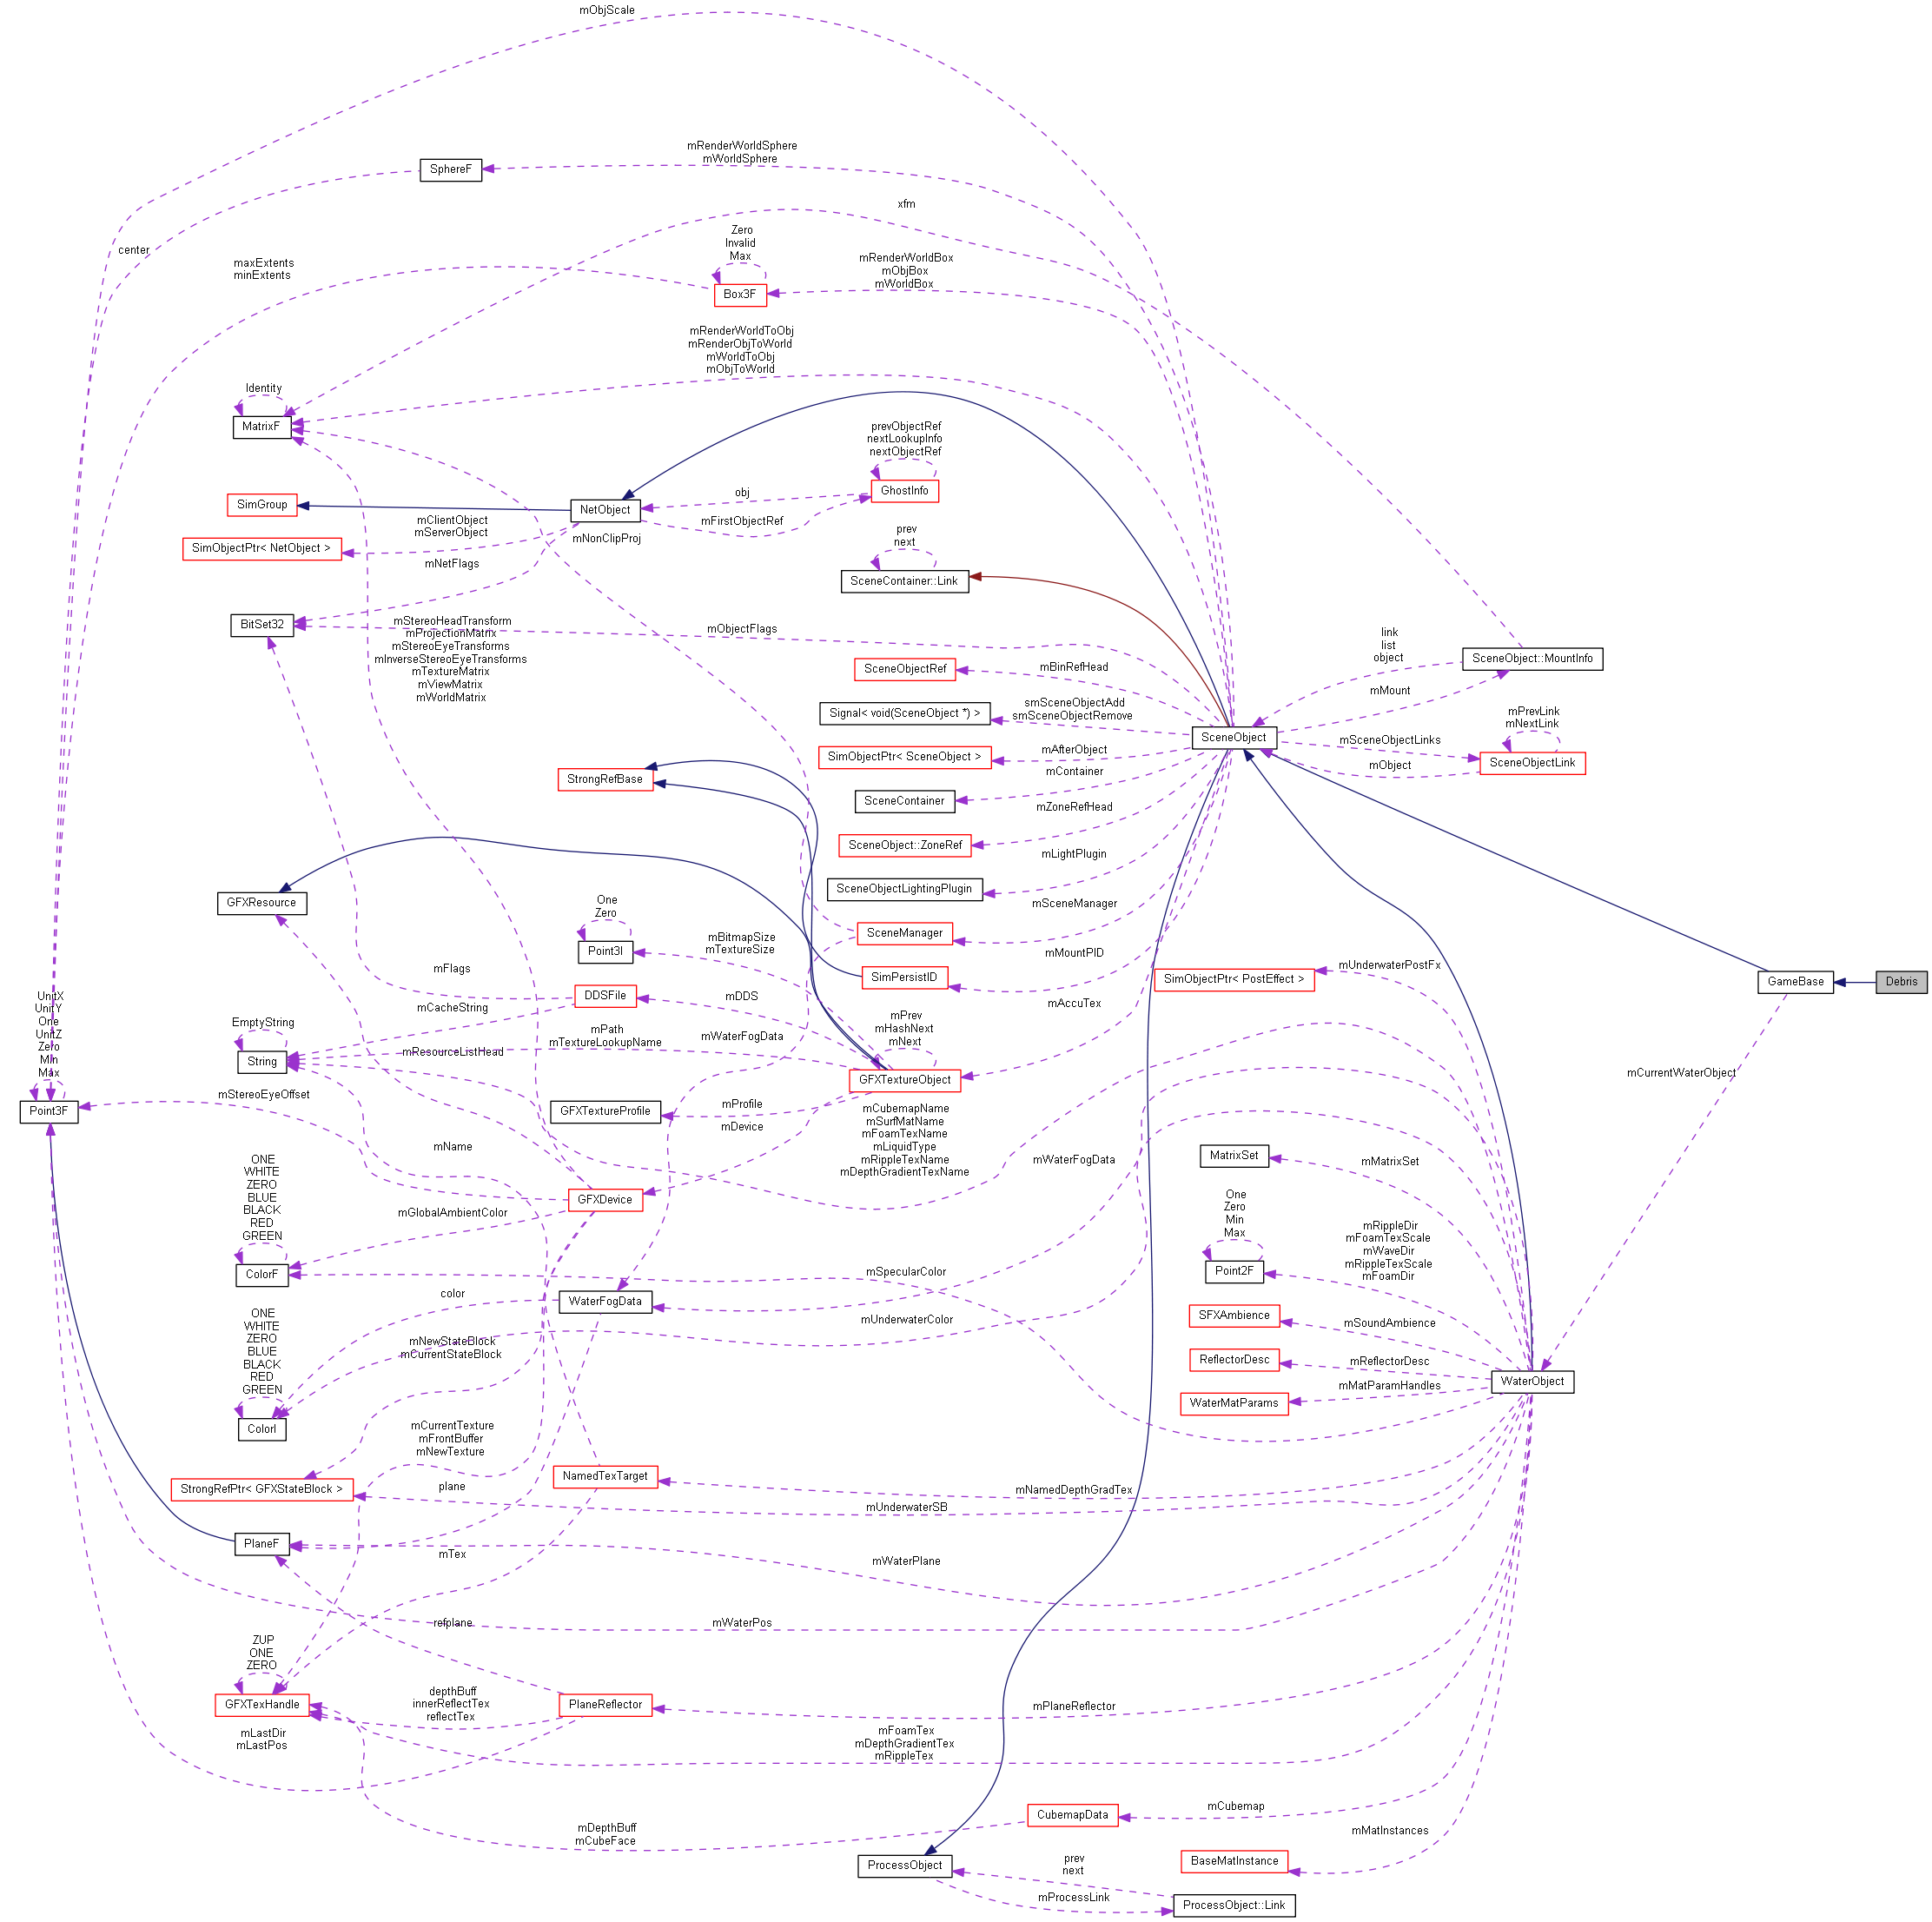 mObjScale
mRenderWorldSphere
mWorldSphere
SphereF
xfm
center
Zero
Invalid
Max
maxExtents
minExtents
mRenderWorldBox
mObjBox
mWorldBox
Box3F
mRenderWorldToObj
mRenderObjToWorld
mWorldToObj
mObjToWorld
Identity
MatrixF
prevObjectRef
nextLookupInfo
nextObjectRef
GhostInfo
obj
SimGroup
NetObject
mFirstObjectRef
mClientObject
mServerObject
SimObjectPtr< NetObject >
mNonClipProj
mNetFlags
prev
next
SceneContainer::Link
BitSet32
mStereoHeadTransform
mProjectionMatrix
mStereoEyeTransforms
mInverseStereoEyeTransforms
mTextureMatrix
mViewMatrix
mWorldMatrix
mObjectFlags
link
list
object
SceneObject::MountInfo
SceneObjectRef
mBinRefHead
mMount
Signal< void(SceneObject *) >
smSceneObjectAdd
smSceneObjectRemove
mPrevLink
mNextLink
SceneObject
mSceneObjectLinks
SimObjectPtr< SceneObject >
mAfterObject
mObject
SceneObjectLink
StrongRefBase
mContainer
SceneContainer
mZoneRefHead
SceneObject::ZoneRef
mLightPlugin
SceneObjectLightingPlugin
GFXResource
One
Zero
Point3I
mBitmapSize
mTextureSize
SceneManager
mSceneManager
mMountPID
SimPersistID
mFlags
DDSFile
mDDS
mUnderwaterPostFx
SimObjectPtr< PostEffect >
GameBase
Debris
mCacheString
mAccuTex
mPrev
mHashNext
mNext
EmptyString
String
mPath
mTextureLookupName
mWaterFogData
mResourceListHead
UnitX
UnitY
One
UnitZ
Zero
Min
Max
Point3F
mStereoEyeOffset
GFXTextureObject
mCurrentWaterObject
GFXTextureProfile
mProfile
mDevice
mCubemapName
mSurfMatName
mFoamTexName
mLiquidType
mRippleTexName
mDepthGradientTexName
mName
mWaterFogData
MatrixSet
mMatrixSet
ONE
WHITE
ZERO
BLUE
BLACK
RED
GREEN
ColorF
GFXDevice
mGlobalAmbientColor
One
Zero
Min
Max
Point2F
mRippleDir
mFoamTexScale
mWaveDir
mRippleTexScale
mFoamDir
mSpecularColor
color
WaterFogData
mUnderwaterColor
SFXAmbience
mSoundAmbience
ONE
WHITE
ZERO
BLUE
BLACK
RED
GREEN
ColorI
mNewStateBlock
mCurrentStateBlock
ReflectorDesc
mReflectorDesc
WaterObject
WaterMatParams
mMatParamHandles
mCurrentTexture
mFrontBuffer
mNewTexture
StrongRefPtr< GFXStateBlock >
plane
NamedTexTarget
mNamedDepthGradTex
mUnderwaterSB
PlaneF
mTex
mWaterPlane
refplane
mWaterPos
ZUP
ONE
ZERO
GFXTexHandle
depthBuff
innerReflectTex
reflectTex
PlaneReflector
mPlaneReflector
mLastDir
mLastPos
mFoamTex
mDepthGradientTex
mRippleTex
CubemapData
mCubemap
mDepthBuff
mCubeFace
mMatInstances
ProcessObject
prev
next
BaseMatInstance
mProcessLink
ProcessObject::Link